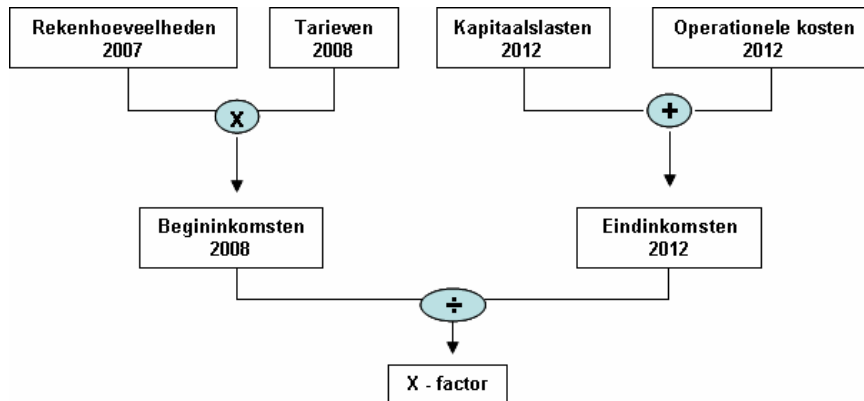 Rekenhoeveelheden
2007
Tarieven
2008
Kapitaalslasten
2012
Operationele kosten
2012
X
+
Begininkomsten
2008
Eindinkomsten
2012
÷
X - factor